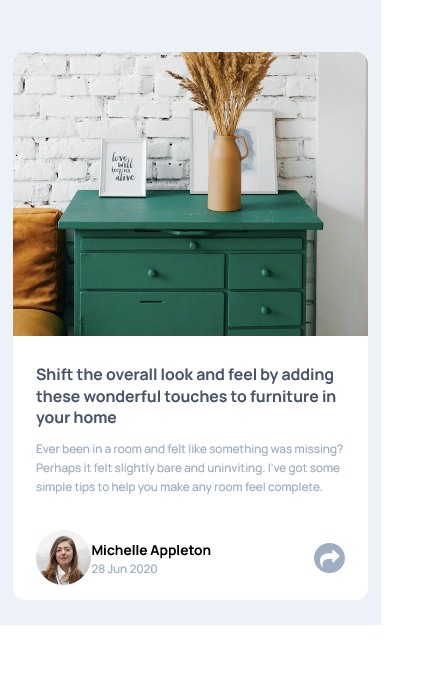 love
will
keep us
alive
Shift the overall look and feel by adding
these wonderful touches to furniture in
your home
Ever been in a room and felt like something was missing?
Perhaps it felt slightly bare and uninviting. I've got some
simple tips to help you make any room feel complete.
Michelle Appleton
28 Jun 2020